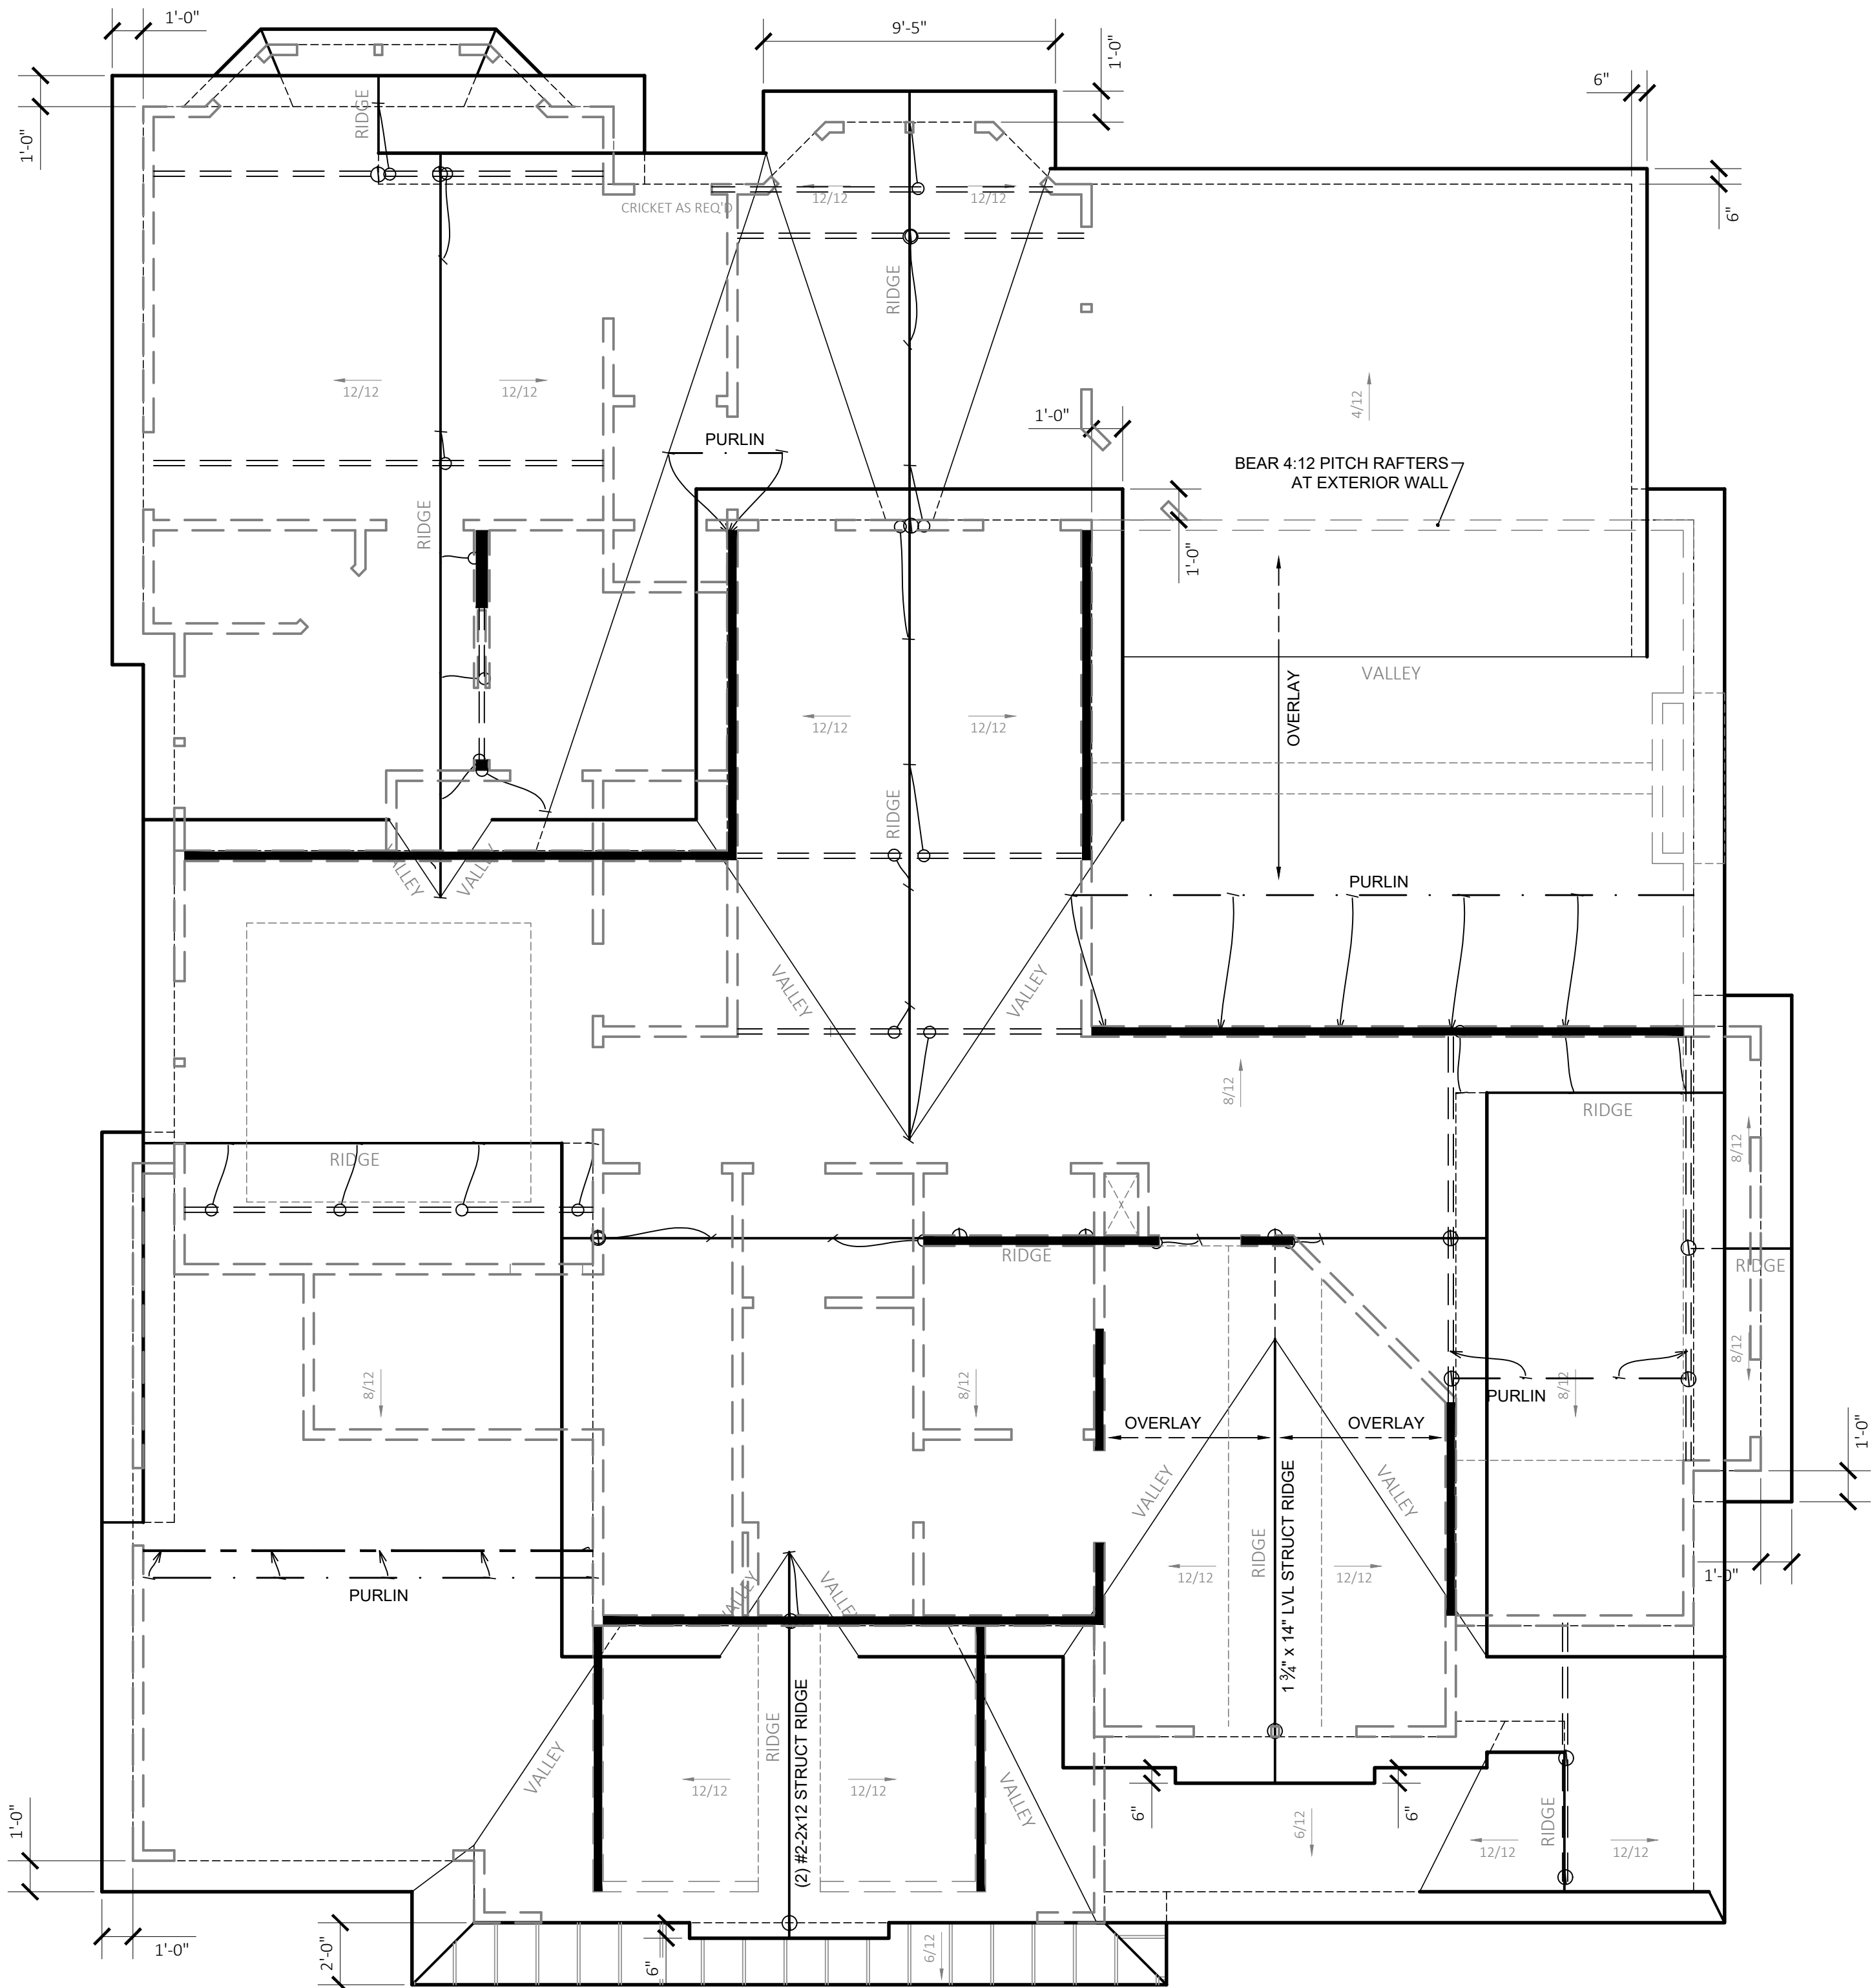 1'-0"
9'-5"
1'-0"
6"
1'-0"
6"
RIDGE
12/12
12/12
CRICKET AS REQ'D
RIDGE
12/12
12/12
4/12
1'-0"
PURLIN
BEAR 4:12 PITCH RAFTERS
AT EXTERIOR WALL
RIDGE
1'-0"
VALLEY
OVERLAY
12/12
12/12
RIDGE
VALLEY
VALLEY
PURLIN
VALLEY
VALLEY
8/12
RIDGE
8/12
RIDGE
RIDGE
RIDGE
8/12
8/12
8/12
8/12
PURLIN
OVERLAY
OVERLAY
1'-0"
VALLEY
VALLEY
RIDGE
1 ¾" x 14" LVL STRUCT RIDGE
12/12
12/12
1'-0"
PURLIN
VALLEY
VALLEY
RIDGE
(2) #2-2x12 STRUCT RIDGE
VALLEY
VALLEY
12/12
12/12
6"
6"
6/12
RIDGE
12/12
12/12
1'-0"
1'-0"
2'-0"
6"
6/12